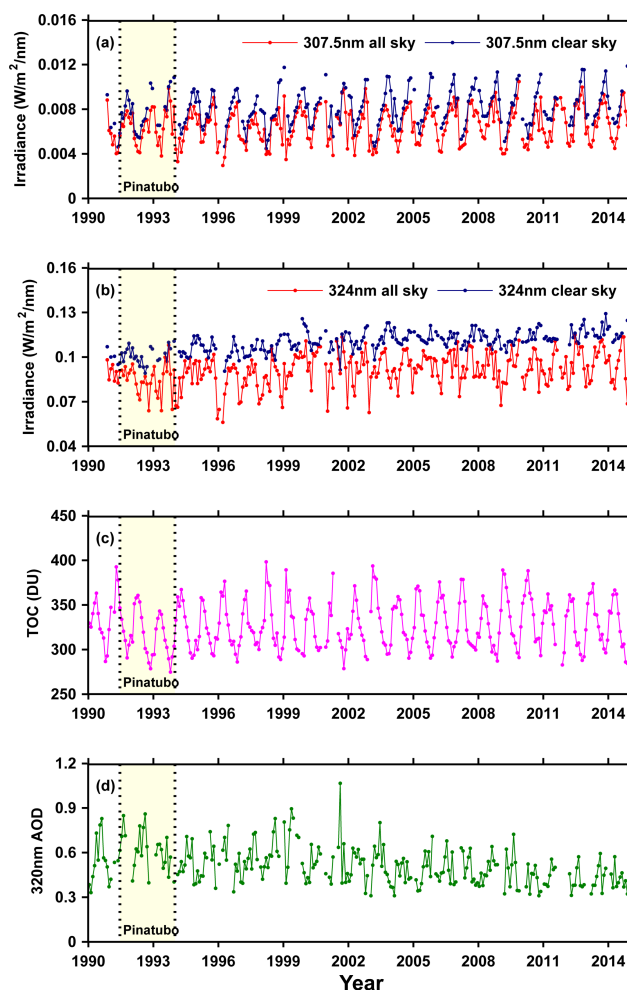 0.016
(a)
307.5nm all sky
307.5nm clear sky
0.012
0.008
0.004
0
Irradiance (W/m²/nm)
Pinatubo
1990 1993 1996 1999 2002 2005 2008 2011 2014
0.16
(b)
324nm all sky
324nm clear sky
0.13
0.1
0.07
0.04
Irradiance (W/m²/nm)
Pinatubo
1990 1993 1996 1999 2002 2005 2008 2011 2014
450
(c)
400
350
300
250
TOC (DU)
Pinatubo
1990 1993 1996 1999 2002 2005 2008 2011 2014
1.2
(d)
0.9
0.6
0.3
0
320nm AOD
Pinatubo
1990 1993 1996 1999 2002 2005 2008 2011 2014
Year